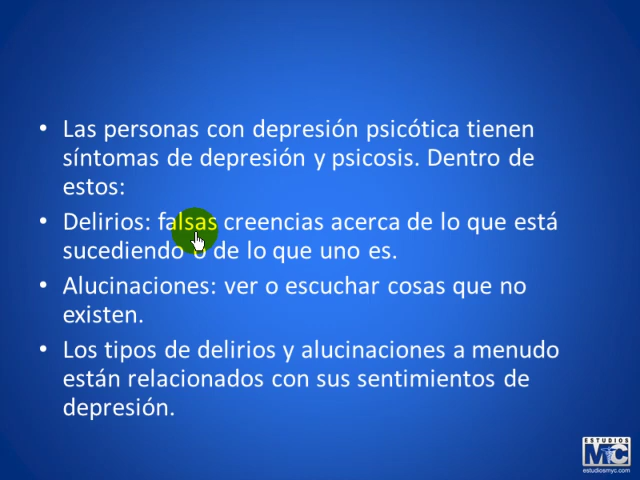 • Las personas con depresión psicótica tienen
síntomas de depresión y psicosis. Dentro de
estos:
• Delirios: falsas creencias acerca de lo que está
sucediendo o de lo que uno es.
• Alucinaciones: ver o escuchar cosas que no
existen.
• Los tipos de delirios y alucinaciones a menudo
están relacionados con sus sentimientos de
depresión.
ESTUDIOS
MC
estudiosmyc.com